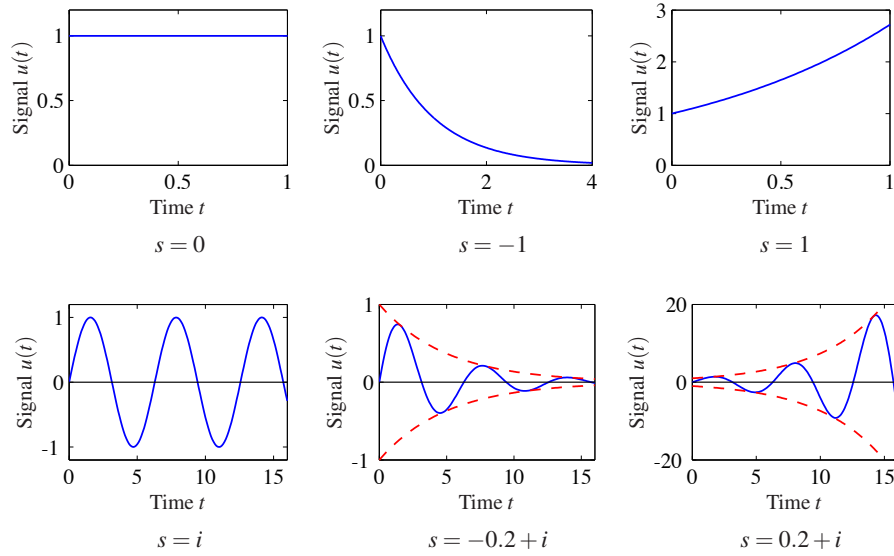 Signal u(t)
1
0.5
0
0
0.5
1
Time t
s = 0
Signal u(t)
1
0.5
0
0
2
4
Time t
s = −1
Signal u(t)
3
2
1
0
0
0.5
1
Time t
s = 1
Signal u(t)
1
0
-1
0
5
10
15
Time t
s = i
Signal u(t)
1
0
-1
0
5
10
15
Time t
s = −0.2 + i
Signal u(t)
20
0
-20
0
5
10
15
Time t
s = 0.2 + i